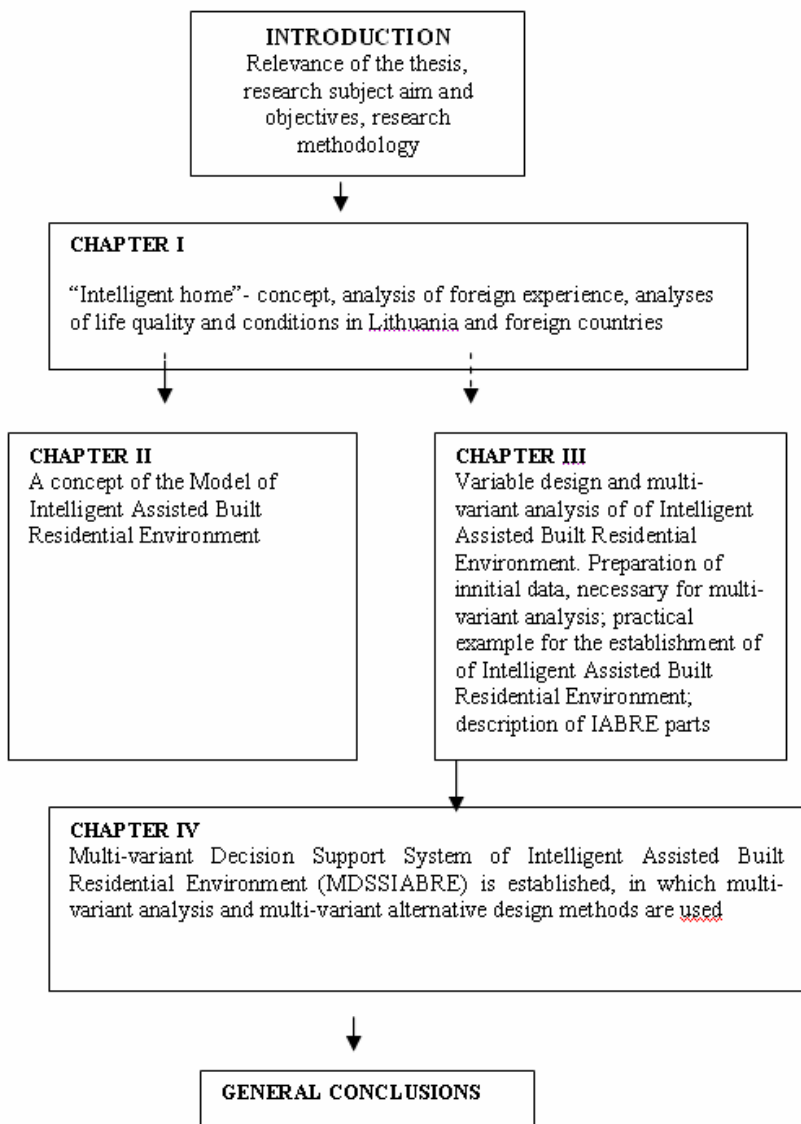 INTRODUCTION
Relevance of the thesis,
research subject aim and
objectives, research
methodology
CHAPTER I
“Intelligent home”- concept, analysis of foreign experience, analyses
of life quality and conditions in Lithuania and foreign countries
CHAPTER II
A concept of the Model of
Intelligent Assisted Built
Residential Environment
CHAPTER III
Variable design and multi-
variant analysis of of Intelligent
Assisted Built Residential
Environment. Preparation of
innitial data, necessary for multi-
variant analysis; practical
example for the establishment of
of Intelligent Assisted Built
Residential Environment;
description of IABRE parts
CHAPTER IV
Multi-variant Decision Support System of Intelligent Assisted Built
Residential Environment (MDSSIABRE) is established, in which multi-
variant analysis and multi-variant alternative design methods are used
GENERAL CONCLUSIONS